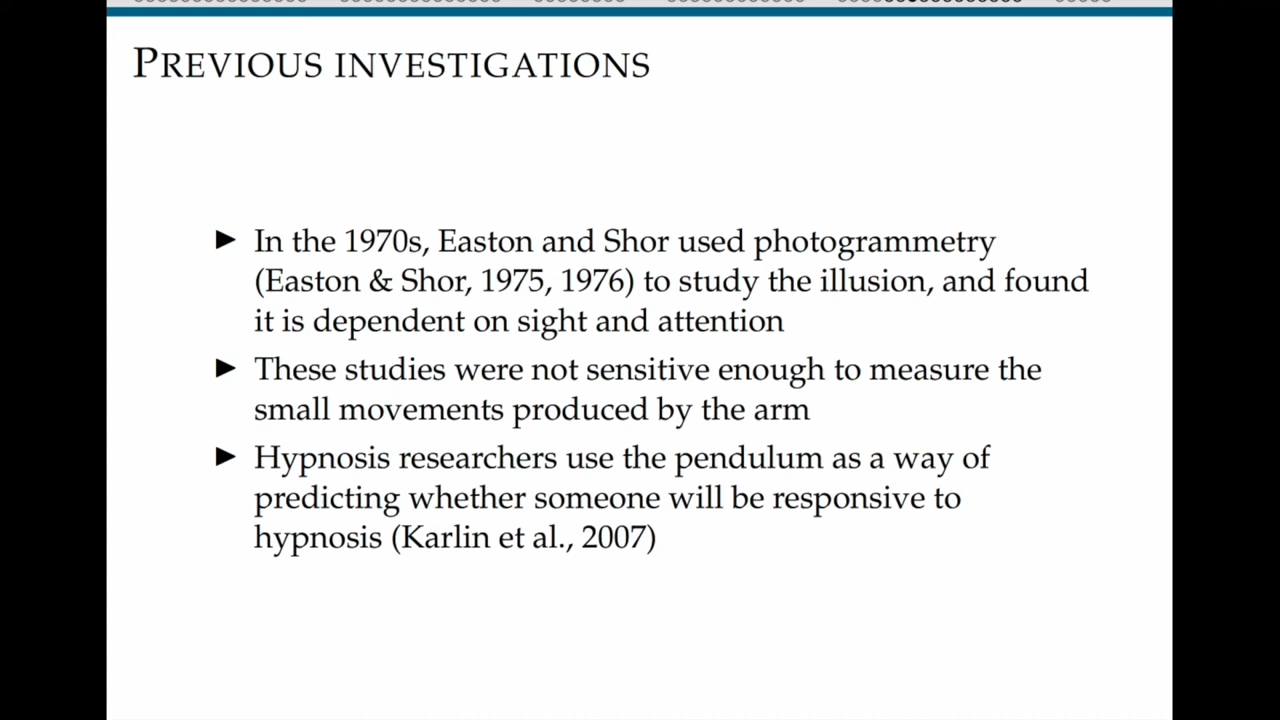 PREVIOUS INVESTIGATIONS
▶ In the 1970s, Easton and Shor used photogrammetry
(Easton & Shor, 1975, 1976) to study the illusion, and found
it is dependent on sight and attention
▶ These studies were not sensitive enough to measure the
small movements produced by the arm
▶ Hypnosis researchers use the pendulum as a way of
predicting whether someone will be responsive to
hypnosis (Karlin et al., 2007)